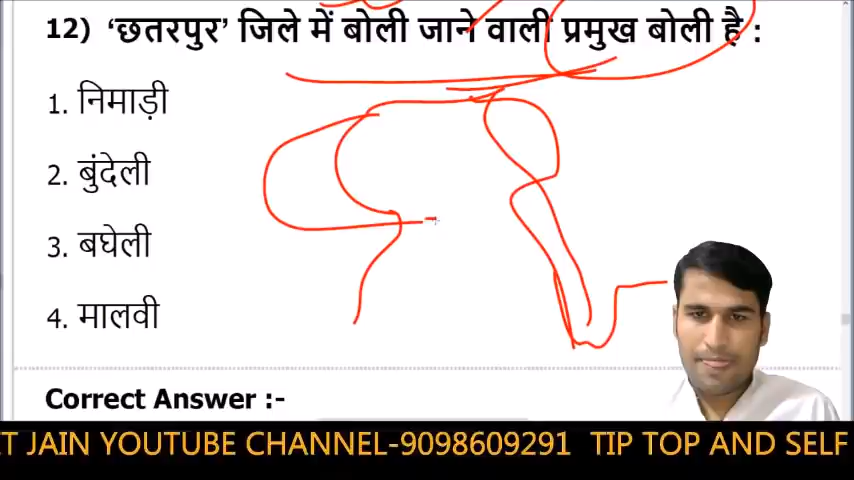 12) ‘छतरपुर’ जिले में बोली जाने वाली प्रमुख बोली है :
1. निमाड़ी
2. बुंदेली
3. बघेली
4. मालवी
Correct Answer :-
JAIN YOUTUBE CHANNEL-9098609291 TIP TOP AND SELF